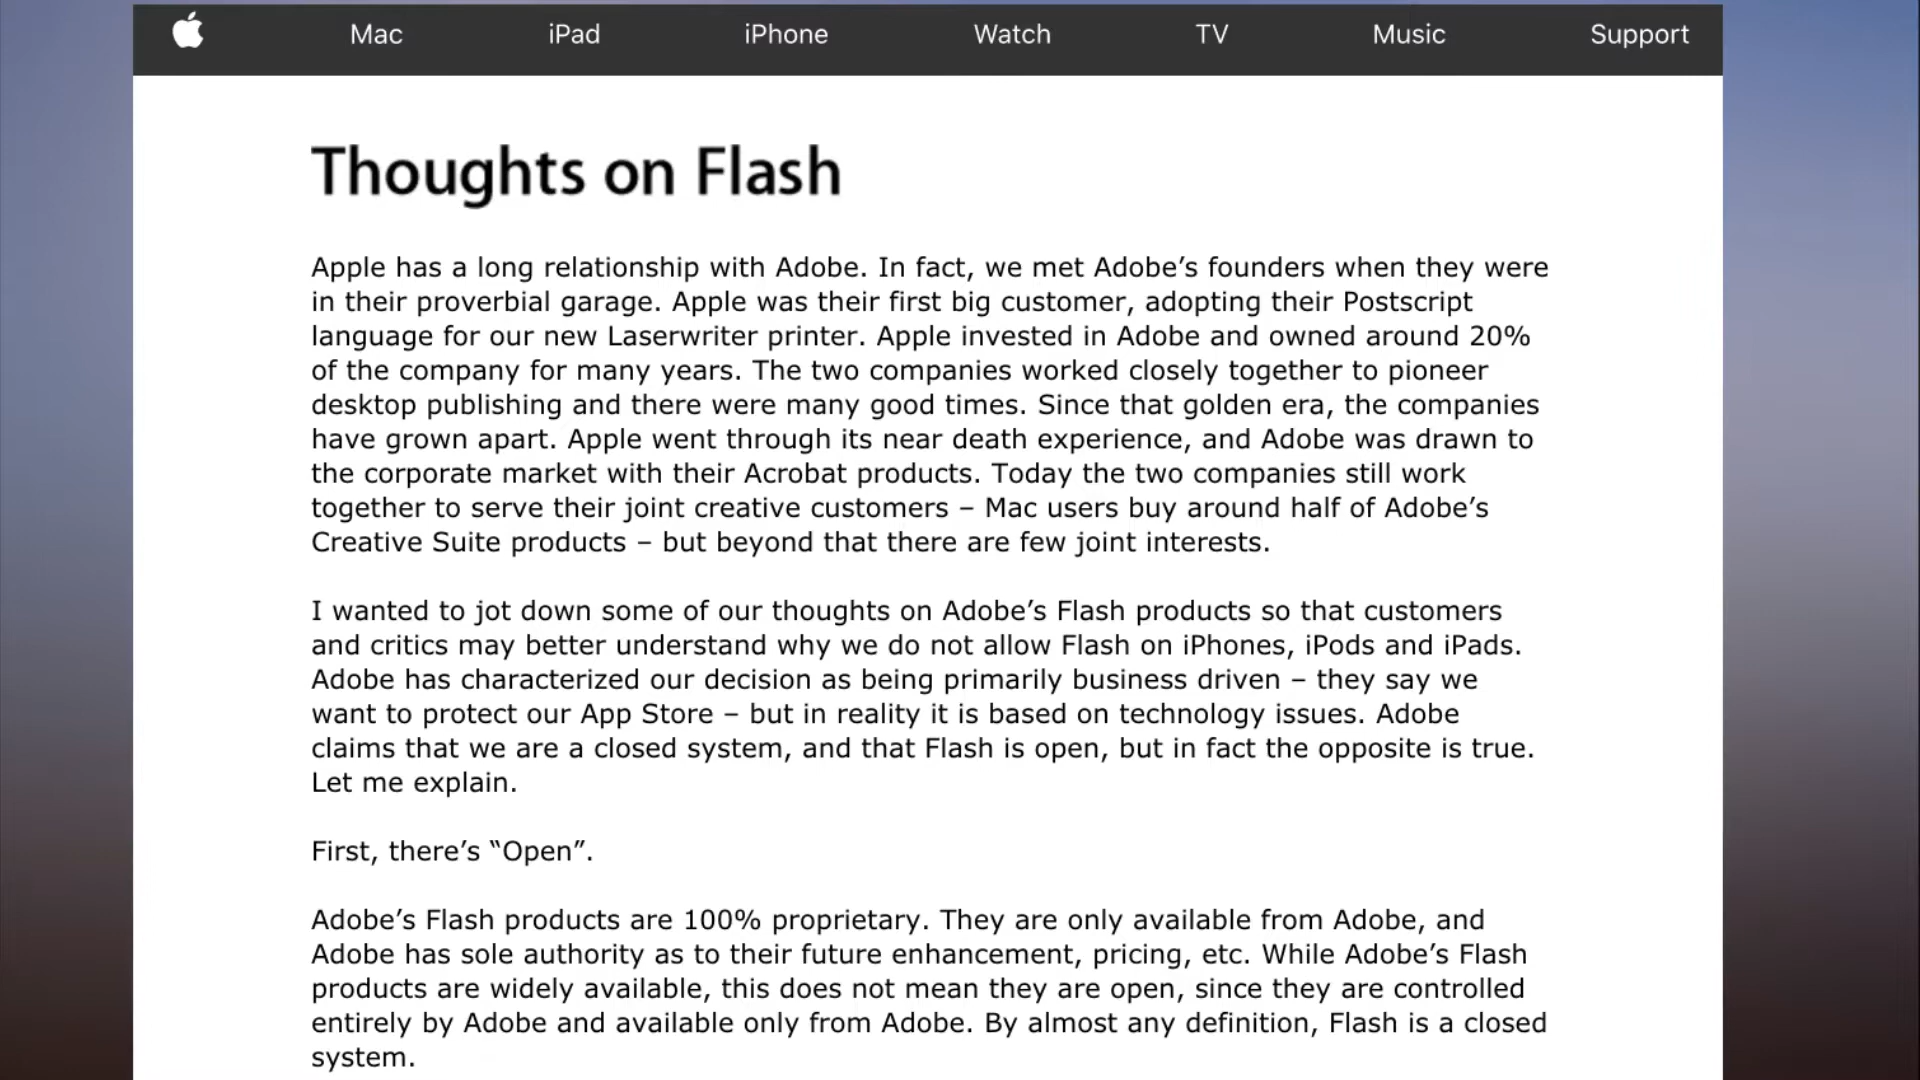 Mac iPad iPhone Watch TV Music Support
Thoughts on Flash
Apple has a long relationship with Adobe. In fact, we met Adobe’s founders when they were
in their proverbial garage. Apple was their first big customer, adopting their Postscript
language for our new Laserwriter printer. Apple invested in Adobe and owned around 20%
of the company for many years. The two companies worked closely together to pioneer
desktop publishing and there were many good times. Since that golden era, the companies
have grown apart. Apple went through its near death experience, and Adobe was drawn to
the corporate market with their Acrobat products. Today the two companies still work
together to serve their joint creative customers – Mac users buy around half of Adobe’s
Creative Suite products – but beyond that there are few joint interests.
I wanted to jot down some of our thoughts on Adobe’s Flash products so that customers
and critics may better understand why we do not allow Flash on iPhones, iPods and iPads.
Adobe has characterized our decision as being primarily business driven – they say we
want to protect our App Store – but in reality it is based on technology issues. Adobe
claims that we are a closed system, and that Flash is open, but in fact the opposite is true.
Let me explain.
First, there’s “Open”.
Adobe’s Flash products are 100% proprietary. They are only available from Adobe, and
Adobe has sole authority as to their future enhancement, pricing, etc. While Adobe’s Flash
products are widely available, this does not mean they are open, since they are controlled
entirely by Adobe and available only from Adobe. By almost any definition, Flash is a closed
system.